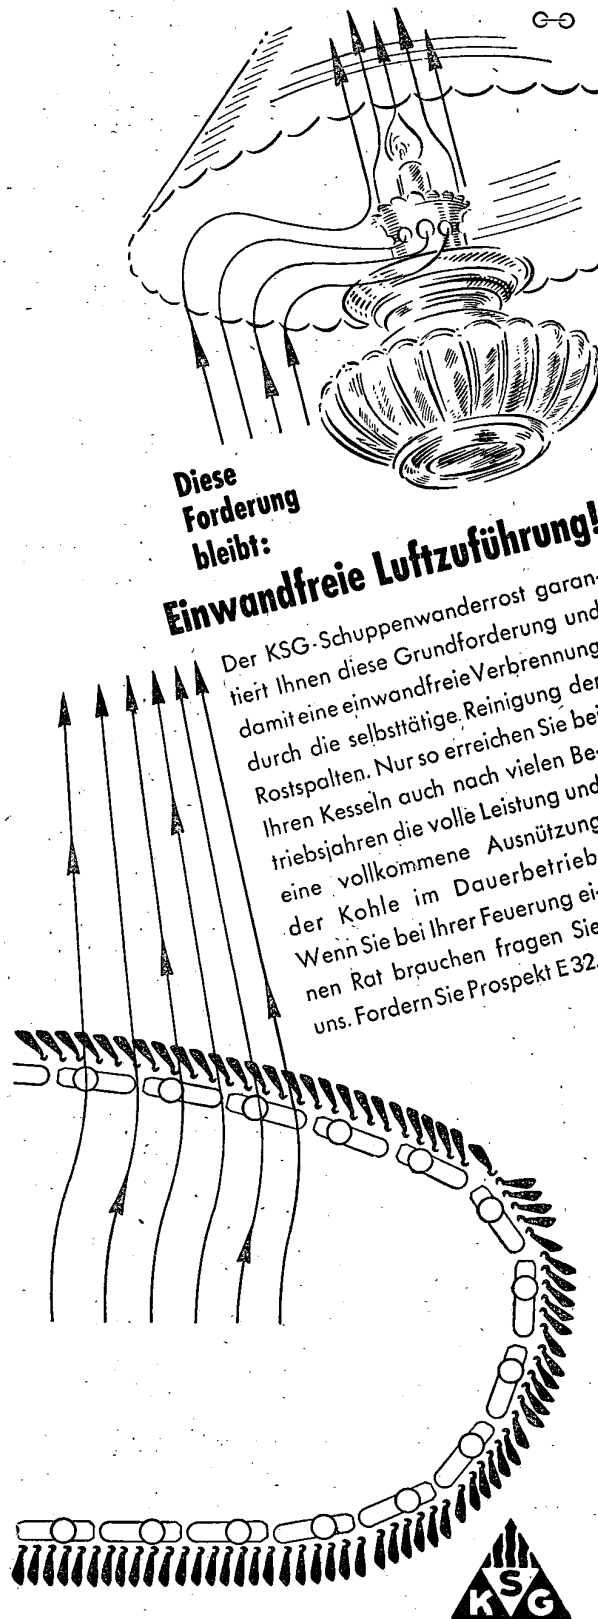 Diese
Forderung
bleibt:
Einwandfreie Luftzuführung!
Der KSG-Schuppenwanderrost garan-
tiert Ihnen diese Grundforderung und
damit eine einwandfreie Verbrennung
durch die selbsttätige Reinigung der
Rostspalten. Nur so erreichen Sie bei
Ihren Kesseln auch nach vielen Be-
triebsjahren die volle Leistung und
eine vollkommene Ausnützung
der Kohle im Dauerbetrieb
Wenn Sie bei Ihrer Feuerung ei-
nen Rat brauchen fragen Sie
uns. Fordern Sie Prospekt E 32.
KSG